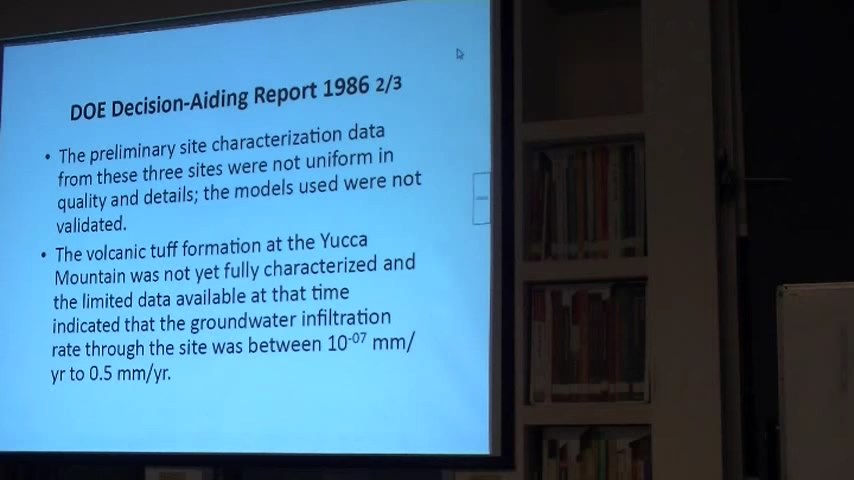 DOE Decision-Aiding Report 1986 2/3
• The preliminary site characterization data
from these three sites were not uniform in
quality and details; the models used were not
validated.
• The volcanic tuff formation at the Yucca
Mountain was not yet fully characterized and
the limited data available at that time
indicated that the groundwater infiltration
rate through the site was between 10⁻⁰⁷ mm/
yr to 0.5 mm/yr.